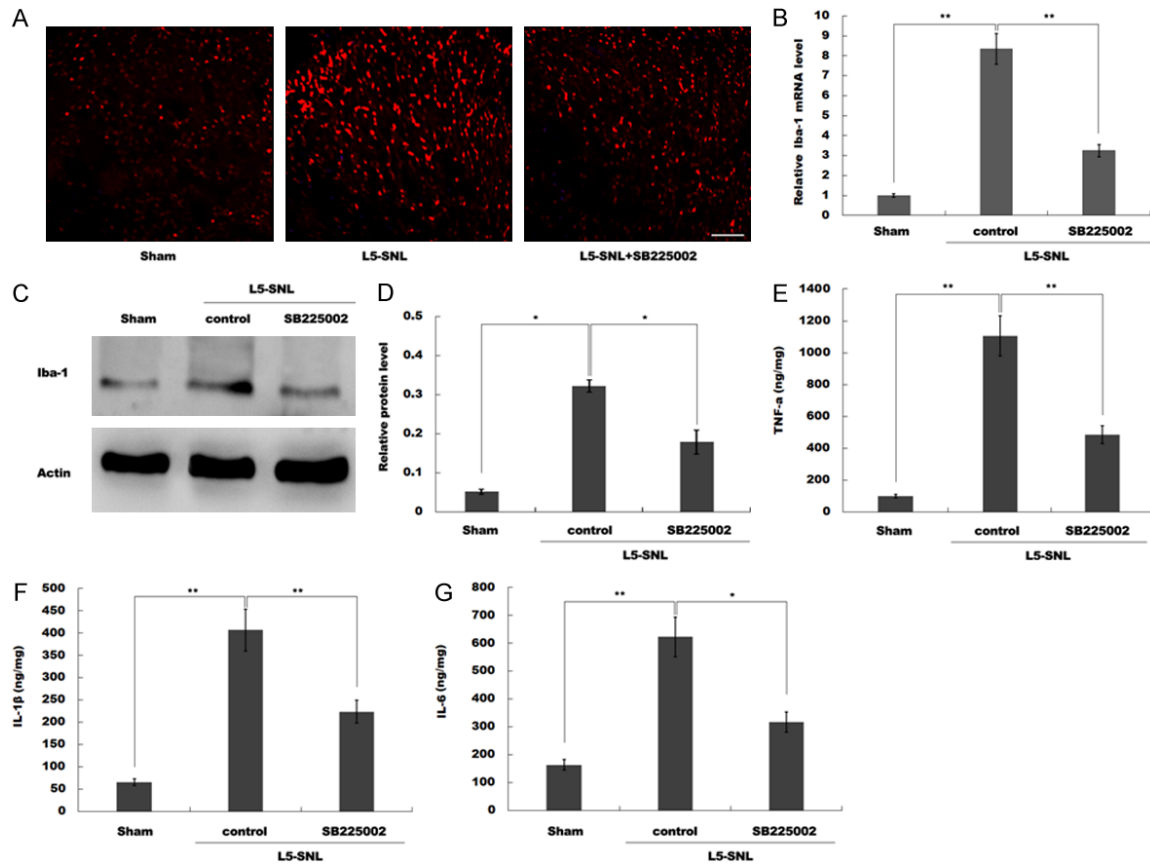 A
Sham
L5-SNL
L5-SNL+SB225002
B
Relative Iba-1 mRNA level
9
8
7
6
5
4
3
2
1
0
** **
Sham control SB225002
L5-SNL
C
L5-SNL
Sham control SB225002
Iba-1
Actin
D
Relative protein level
0.5
0.4
0.3
0.2
0.1
0
* *
Sham control SB225002
L5-SNL
E
TNF-a (ng/mg)
1400
1200
1000
800
600
400
200
0
** **
Sham control SB225002
L5-SNL
F
IL-1β (ng/mg)
500
450
400
350
300
250
200
150
100
50
0
** **
Sham control SB225002
L5-SNL
G
IL-6 (ng/mg)
800
700
600
500
400
300
200
100
0
** *
Sham control SB225002
L5-SNL